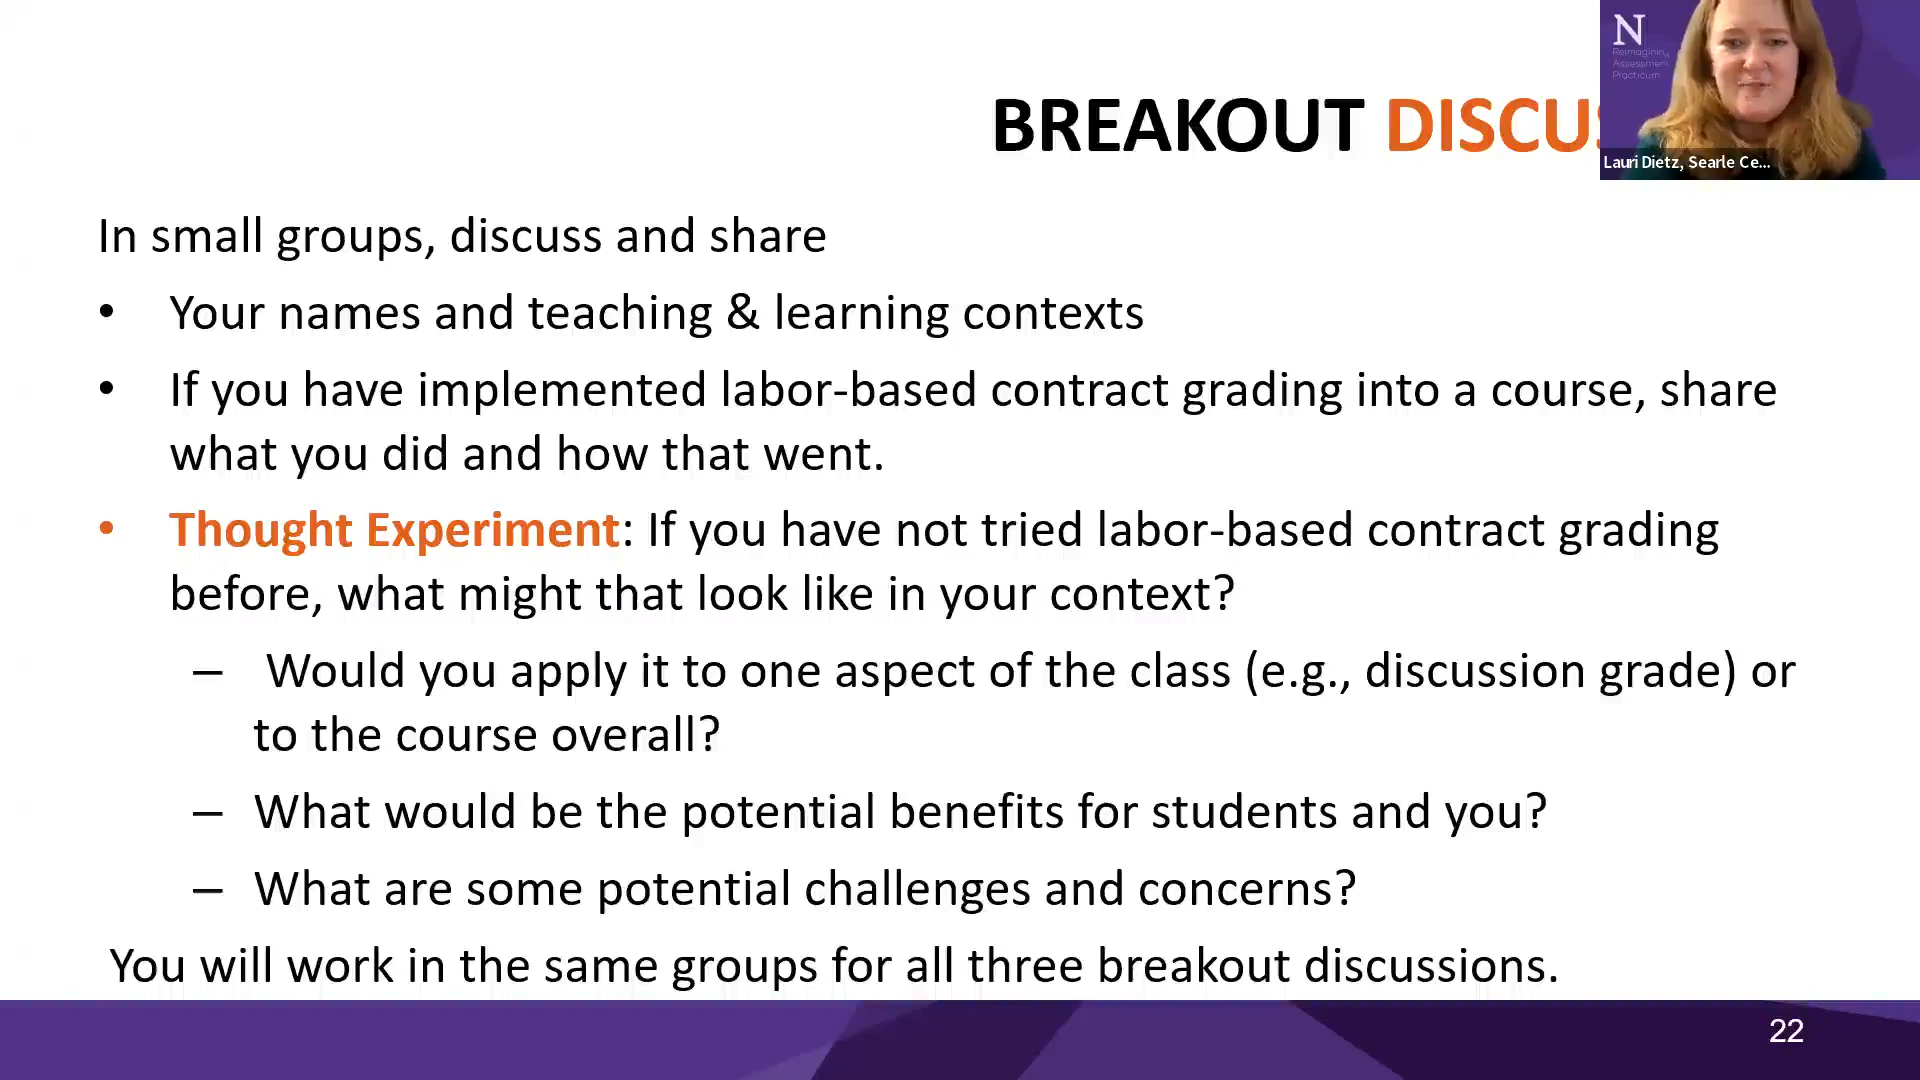 N
Reimagining
Assessment
Practicum
BREAKOUT DISCUS
Lauri Dietz, Searle Ce...
In small groups, discuss and share
• Your names and teaching & learning contexts
• If you have implemented labor-based contract grading into a course, share
what you did and how that went.
• Thought Experiment: If you have not tried labor-based contract grading
before, what might that look like in your context?
– Would you apply it to one aspect of the class (e.g., discussion grade) or
to the course overall?
– What would be the potential benefits for students and you?
– What are some potential challenges and concerns?
You will work in the same groups for all three breakout discussions.
22